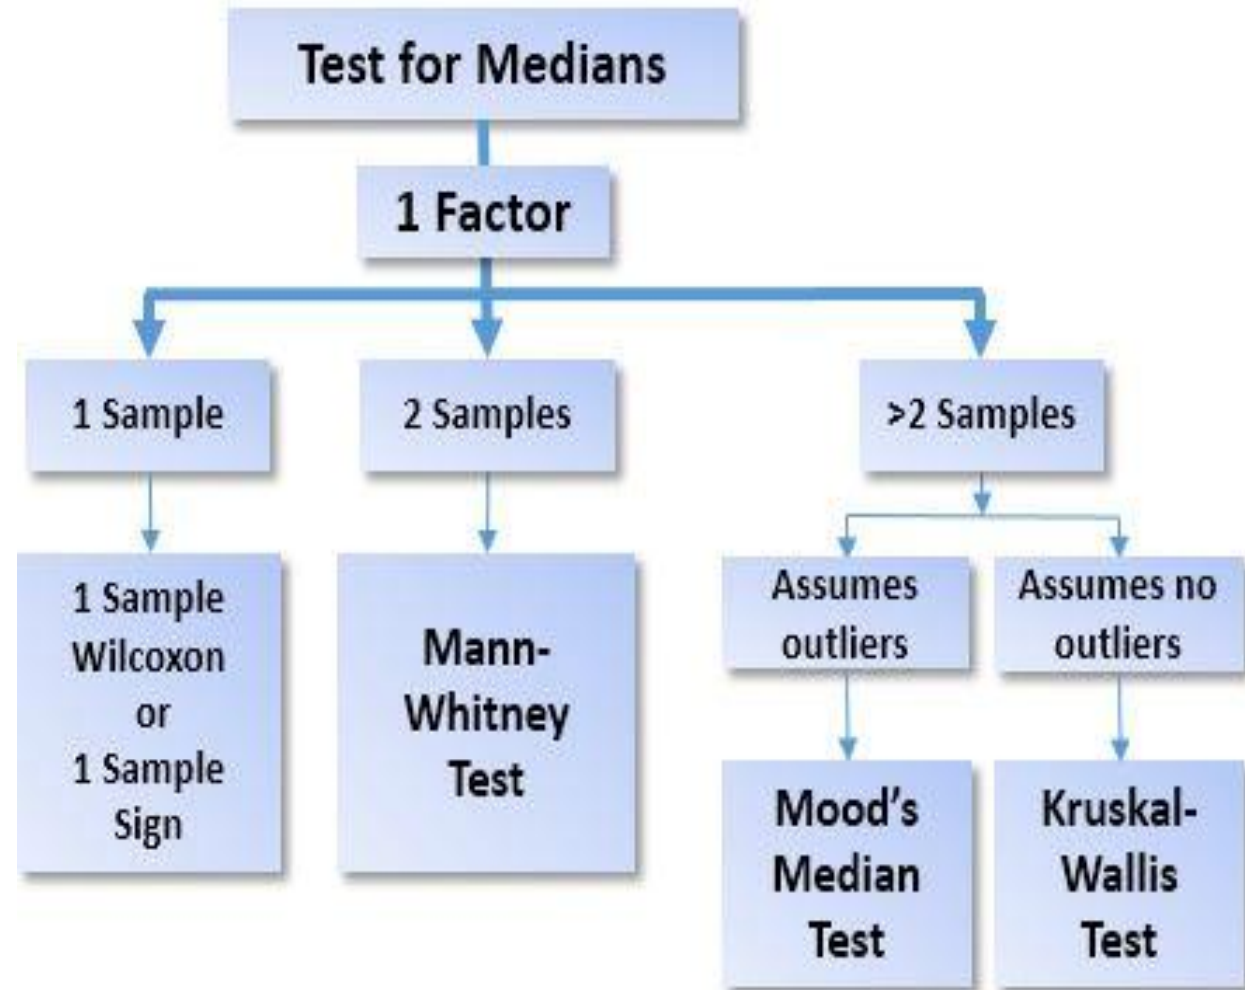 Test for Medians
1 Factor
1 Sample
2 Samples
>2 Samples
1 Sample
Wilcoxon
or
1 Sample
Sign
Mann-
Whitney
Test
Assumes
outliers
Assumes no
outliers
Mood's
Median
Test
Kruskal-
Wallis
Test